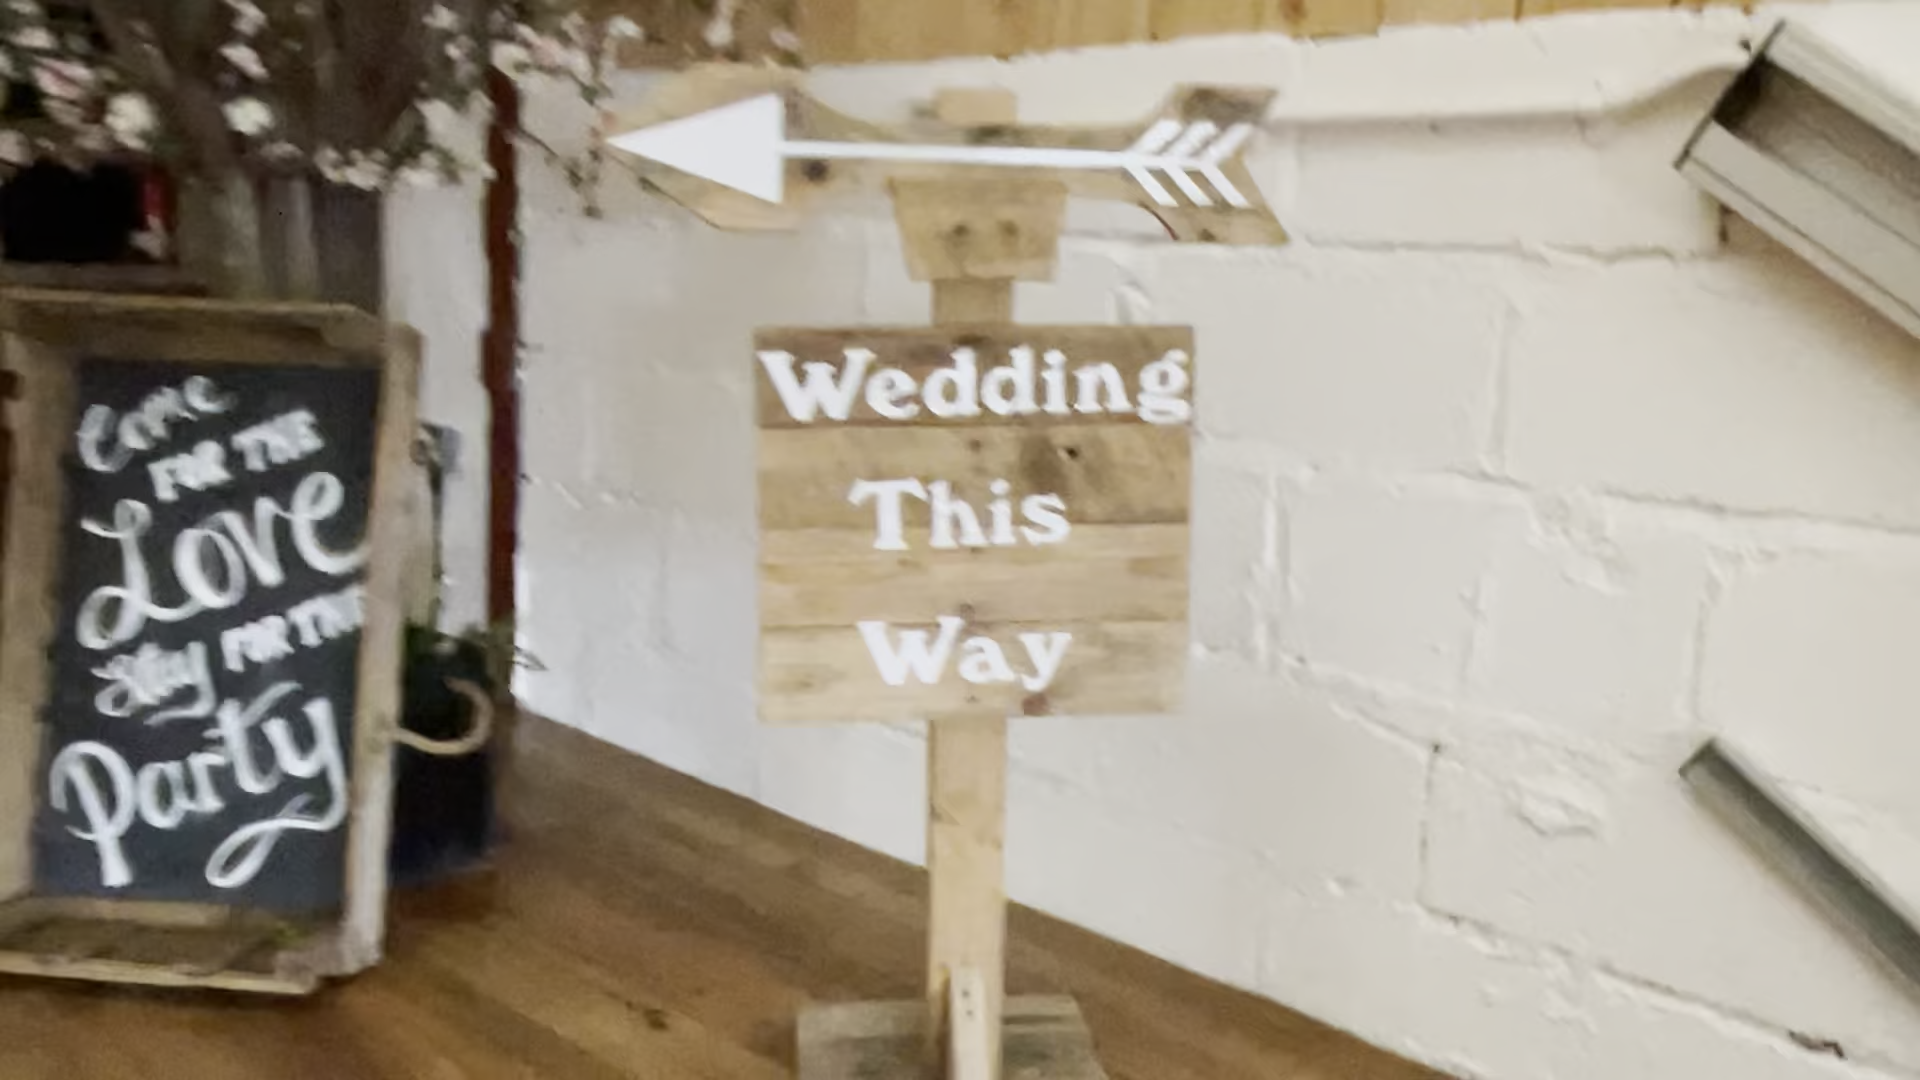 Come
FOR THE
Love
Stay FOR THE
Party
Wedding
This
Way